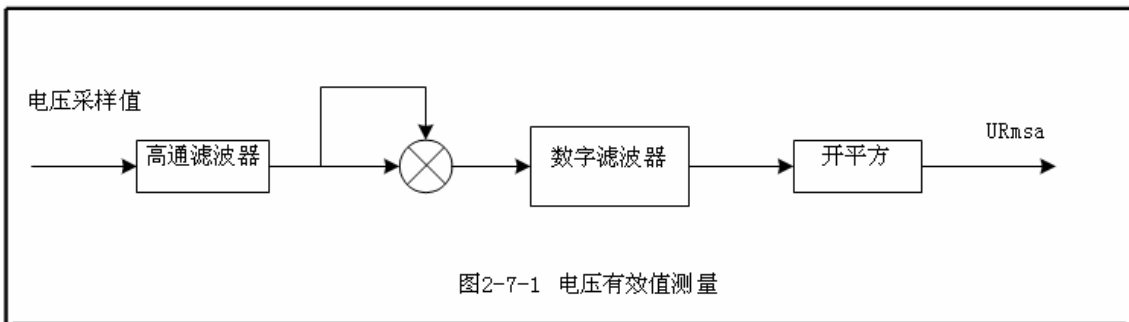 电压采样值
URmsa
高通滤波器
数字滤波器
开平方
图2-7-1 电压有效值测量